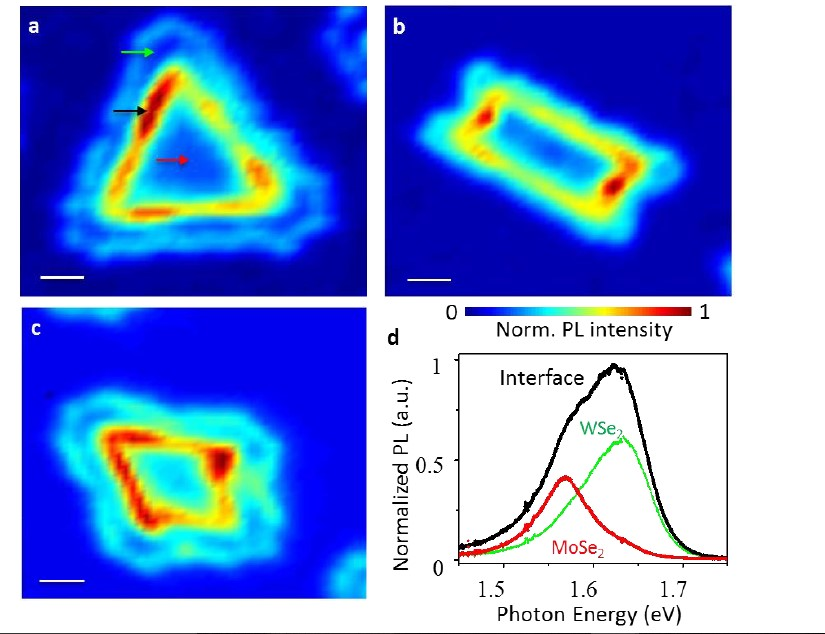 a
b
0 1
Norm. PL intensity
c
d
1
Interface
WSe₂
0.5
MoSe₂
0
1.5 1.6 1.7
Normalized PL (a.u.)
Photon Energy (eV)